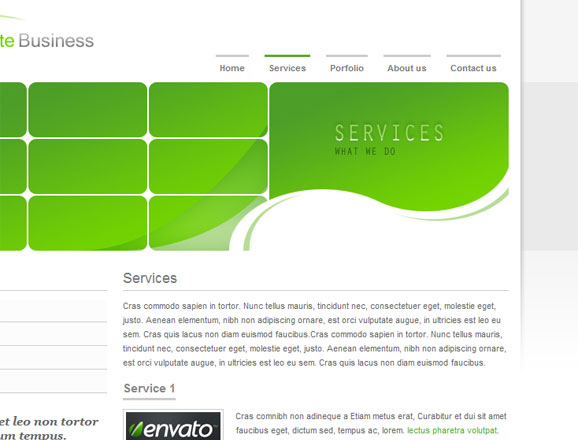 te Business
Home Services Porfolio About us Contact us
SERVICES
WHAT WE DO
Services
Cras commodo sapien in tortor. Nunc tellus mauris, tincidunt nec, consectetuer eget, molestie eget,
justo. Aenean elementum, nibh non adipiscing ornare, est orci vulputate augue, in ultricies est leo eu
sem. Cras quis lacus non diam euismod faucibus.Cras commodo sapien in tortor. Nunc tellus mauris,
tincidunt nec, consectetuer eget, molestie eget, justo. Aenean elementum, nibh non adipiscing ornare,
est orci vulputate augue, in ultricies est leo eu sem. Cras quis lacus non diam euismod faucibus.
Service 1
et leo non tortor
um tempus.
envato
Cras comnibh non adineque a Etiam metus erat, Curabitur et dui sit amet
faucibus eget, dictum sed, tempus ac, lorem. lectus pharetra volutpat.